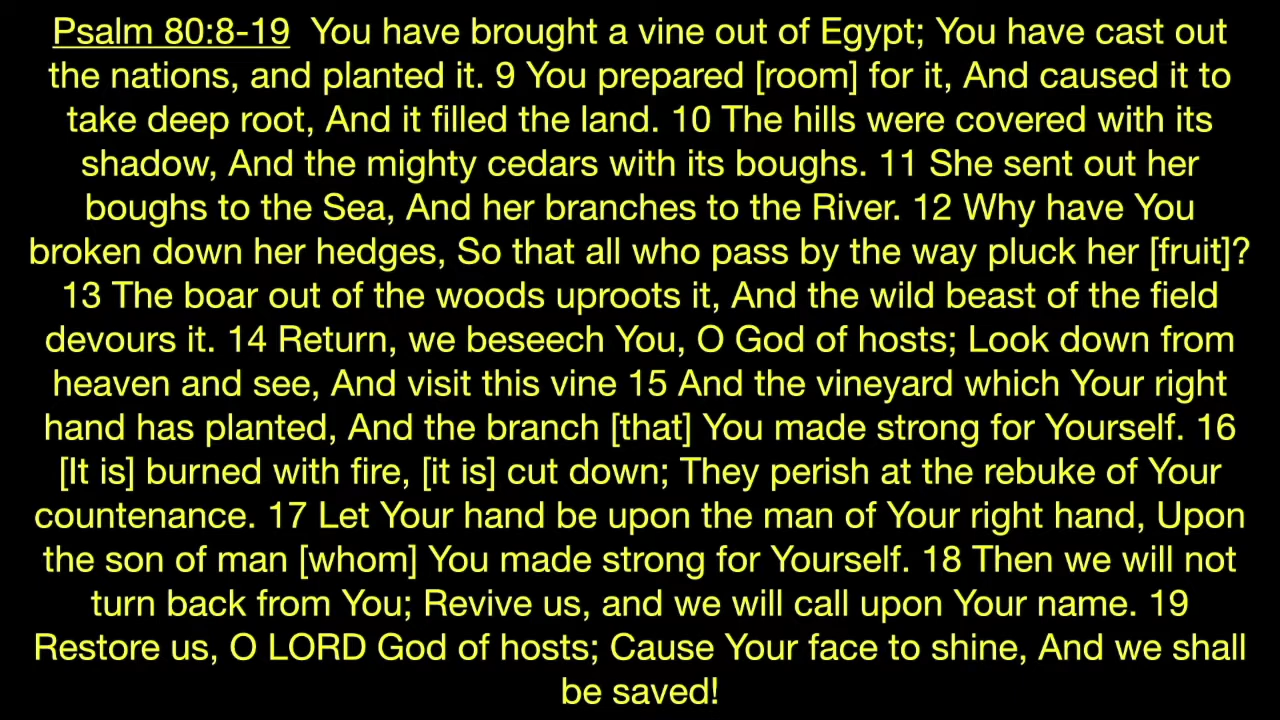 Psalm 80:8-19  You have brought a vine out of Egypt; You have cast out
the nations, and planted it. 9 You prepared [room] for it, And caused it to
take deep root, And it filled the land. 10 The hills were covered with its
shadow, And the mighty cedars with its boughs. 11 She sent out her
boughs to the Sea, And her branches to the River. 12 Why have You
broken down her hedges, So that all who pass by the way pluck her [fruit]?
13 The boar out of the woods uproots it, And the wild beast of the field
devours it. 14 Return, we beseech You, O God of hosts; Look down from
heaven and see, And visit this vine 15 And the vineyard which Your right
hand has planted, And the branch [that] You made strong for Yourself. 16
[It is] burned with fire, [it is] cut down; They perish at the rebuke of Your
countenance. 17 Let Your hand be upon the man of Your right hand, Upon
the son of man [whom] You made strong for Yourself. 18 Then we will not
turn back from You; Revive us, and we will call upon Your name. 19
Restore us, O LORD God of hosts; Cause Your face to shine, And we shall
be saved!